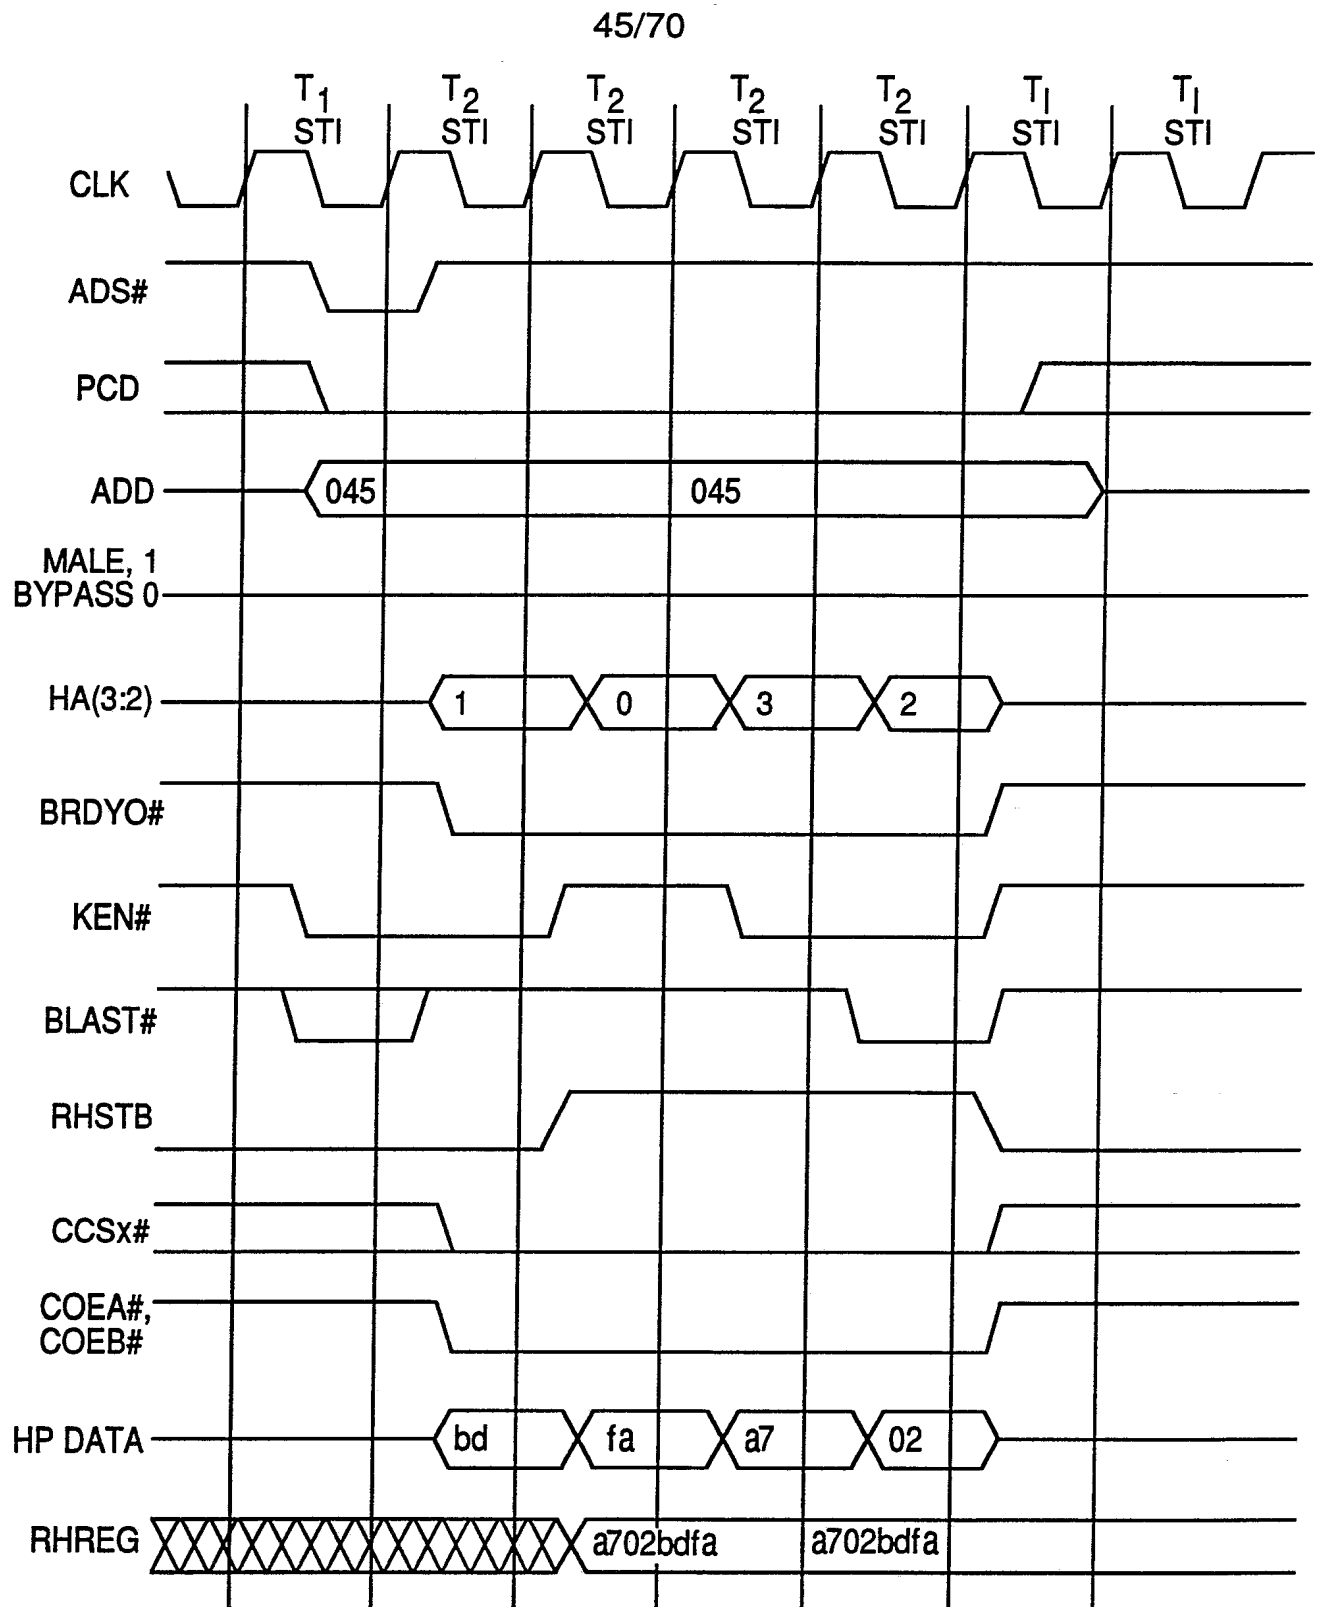 45/70
T1 T2 T2 T2 T2 TI TI
STI STI STI STI STI STI STI
CLK
ADS#
PCD
ADD 045 045
MALE, 1
BYPASS 0
HA(3:2) 1 0 3 2
BRDYO#
KEN#
BLAST#
RHSTB
CCSx#
COEA#,
COEB#
HP DATA bd fa a7 02
RHREG a702bdfa a702bdfa